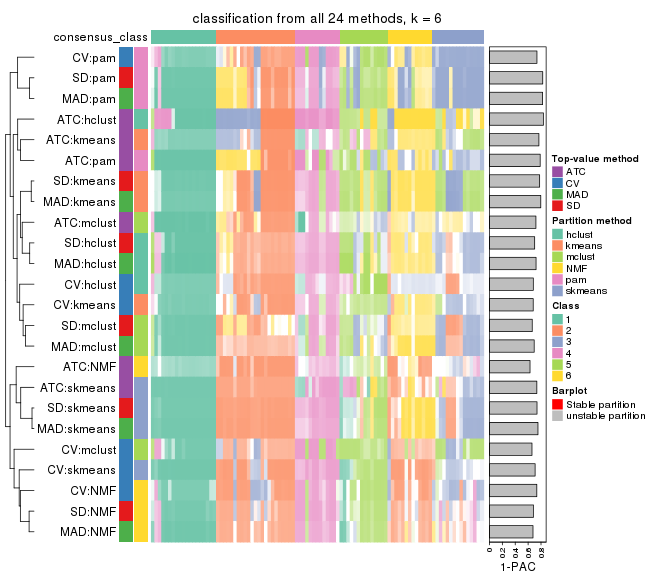 classification from all 24 methods, k = 6
consensus_class
CV:pam
SD:pam
MAD:pam
ATC:hclust
ATC:kmeans
ATC:pam
SD:kmeans
MAD:kmeans
ATC:mclust
SD:hclust
MAD:hclust
CV:hclust
CV:kmeans
SD:mclust
MAD:mclust
ATC:NMF
ATC:skmeans
SD:skmeans
MAD:skmeans
CV:mclust
CV:skmeans
CV:NMF
SD:NMF
MAD:NMF
0 0.2 0.4 0.6 0.8
1-PAC
Top-value method
ATC
CV
MAD
SD
Partition method
hclust
kmeans
mclust
NMF
pam
skmeans
Class
1
2
3
4
5
6
Barplot
Stable partition
unstable partition